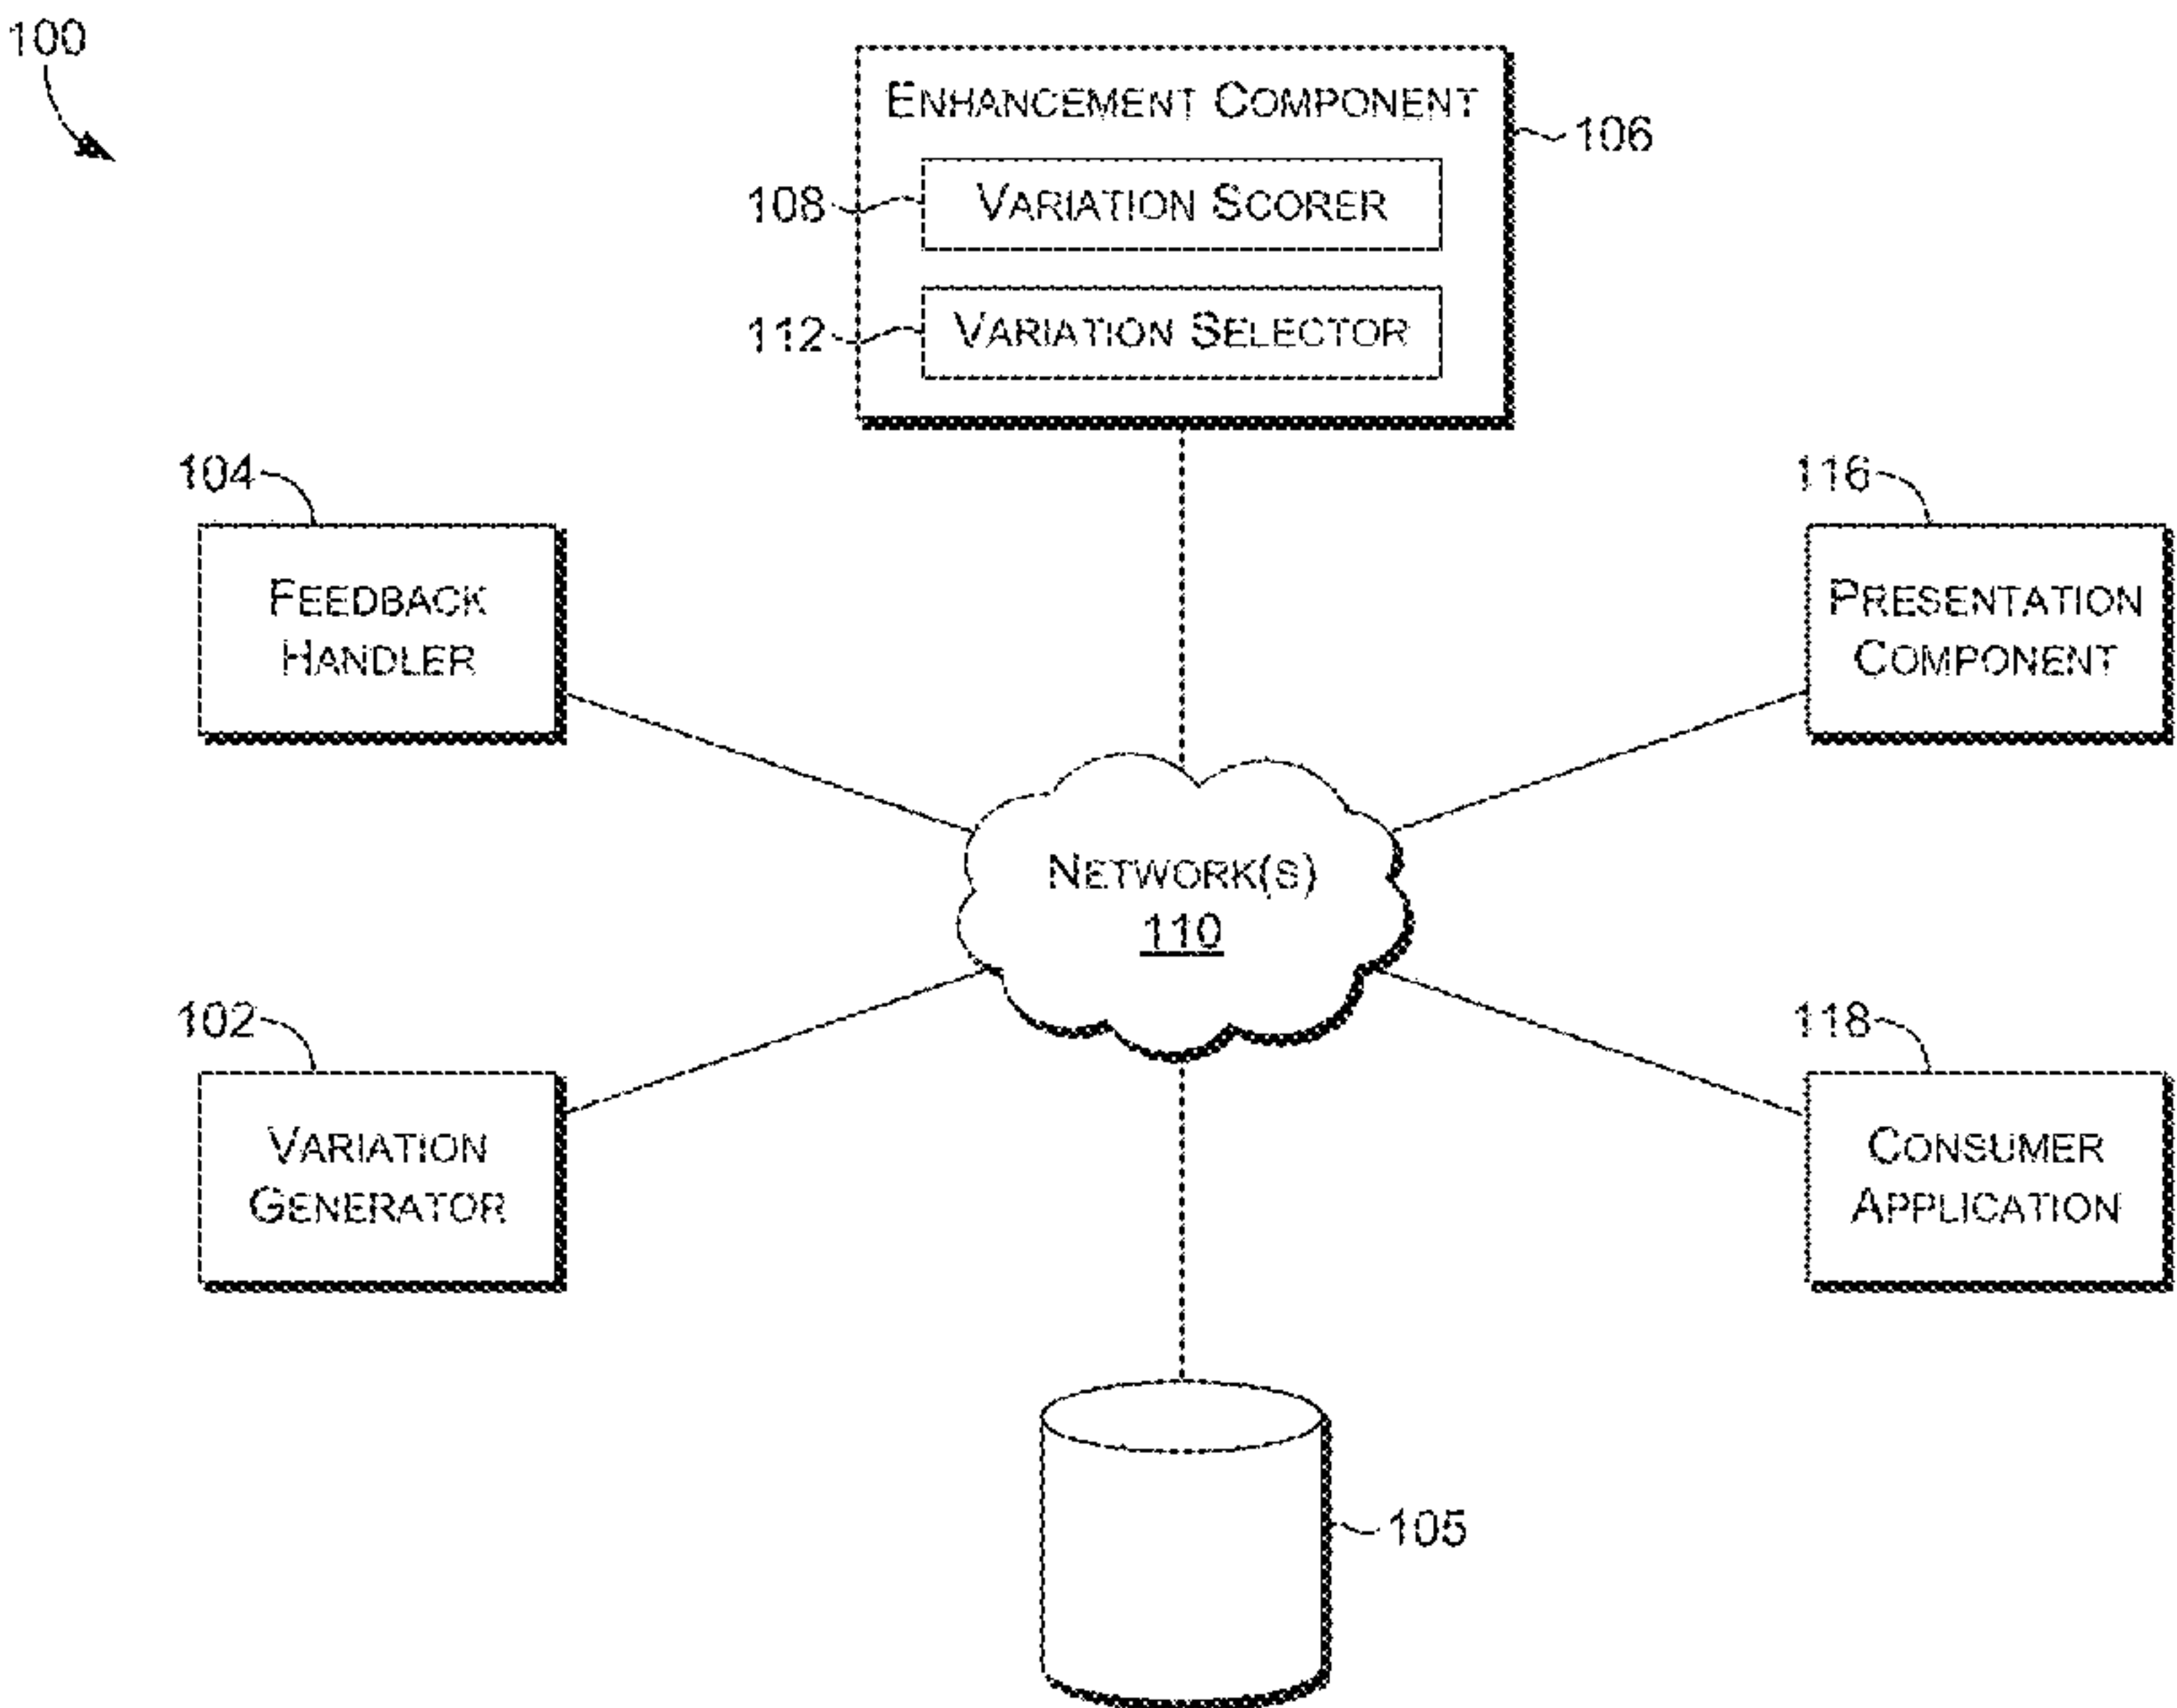 100
ENHANCEMENT COMPONENT
106
108
VARIATION SCORER
112
VARIATION SELECTOR
104
FEEDBACK
HANDLER
116
PRESENTATION
COMPONENT
NETWORK(S)
110
102
VARIATION
GENERATOR
118
CONSUMER
APPLICATION
105